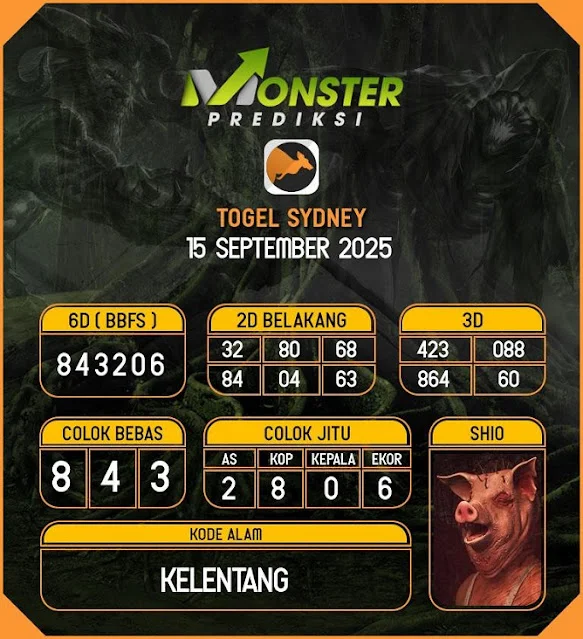 MONSTER
PREDIKSI
TOGEL SYDNEY
15 SEPTEMBER 2025
6D ( BBFS )
843206
2D BELAKANG
32 80 68
84 04 63
3D
423 088
864 60
COLOK BEBAS
8 4 3
COLOK JITU
AS KOP KEPALA EKOR
2 8 0 6
SHIO
KODE ALAM
KELENTANG